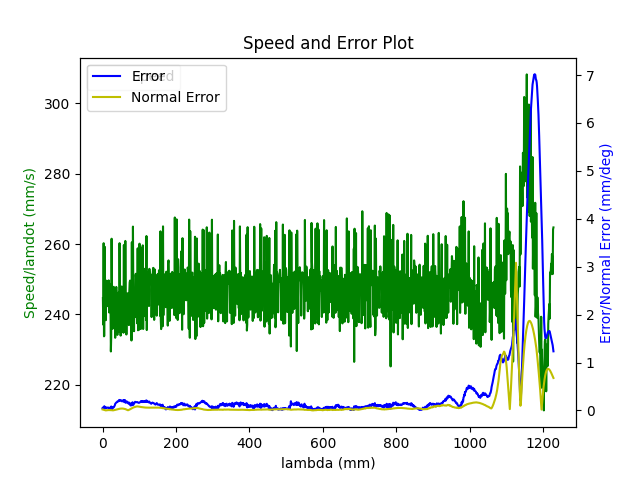 Speed and Error Plot
Error
Normal Error
300
280
260
240
220
7
6
5
4
3
2
1
0
0 200 400 600 800 1000 1200
lambda (mm)
Speed/lamdot (mm/s)
Error/Normal Error (mm/deg)